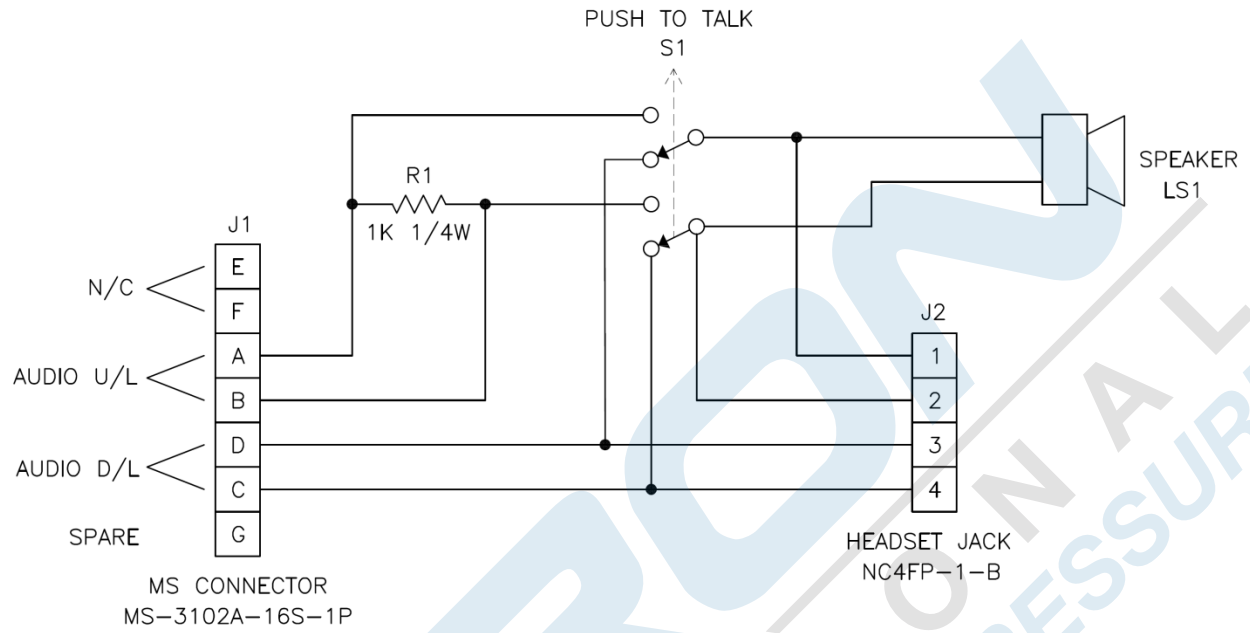 PUSH TO TALK
S1
R1
1K 1/4W
SPEAKER
LS1
J1
E
F
A
B
D
C
G
N/C
AUDIO U/L
AUDIO D/L
SPARE
MS CONNECTOR
MS-3102A-16S-1P
J2
1
2
3
4
HEADSET JACK
NC4FP-1-B